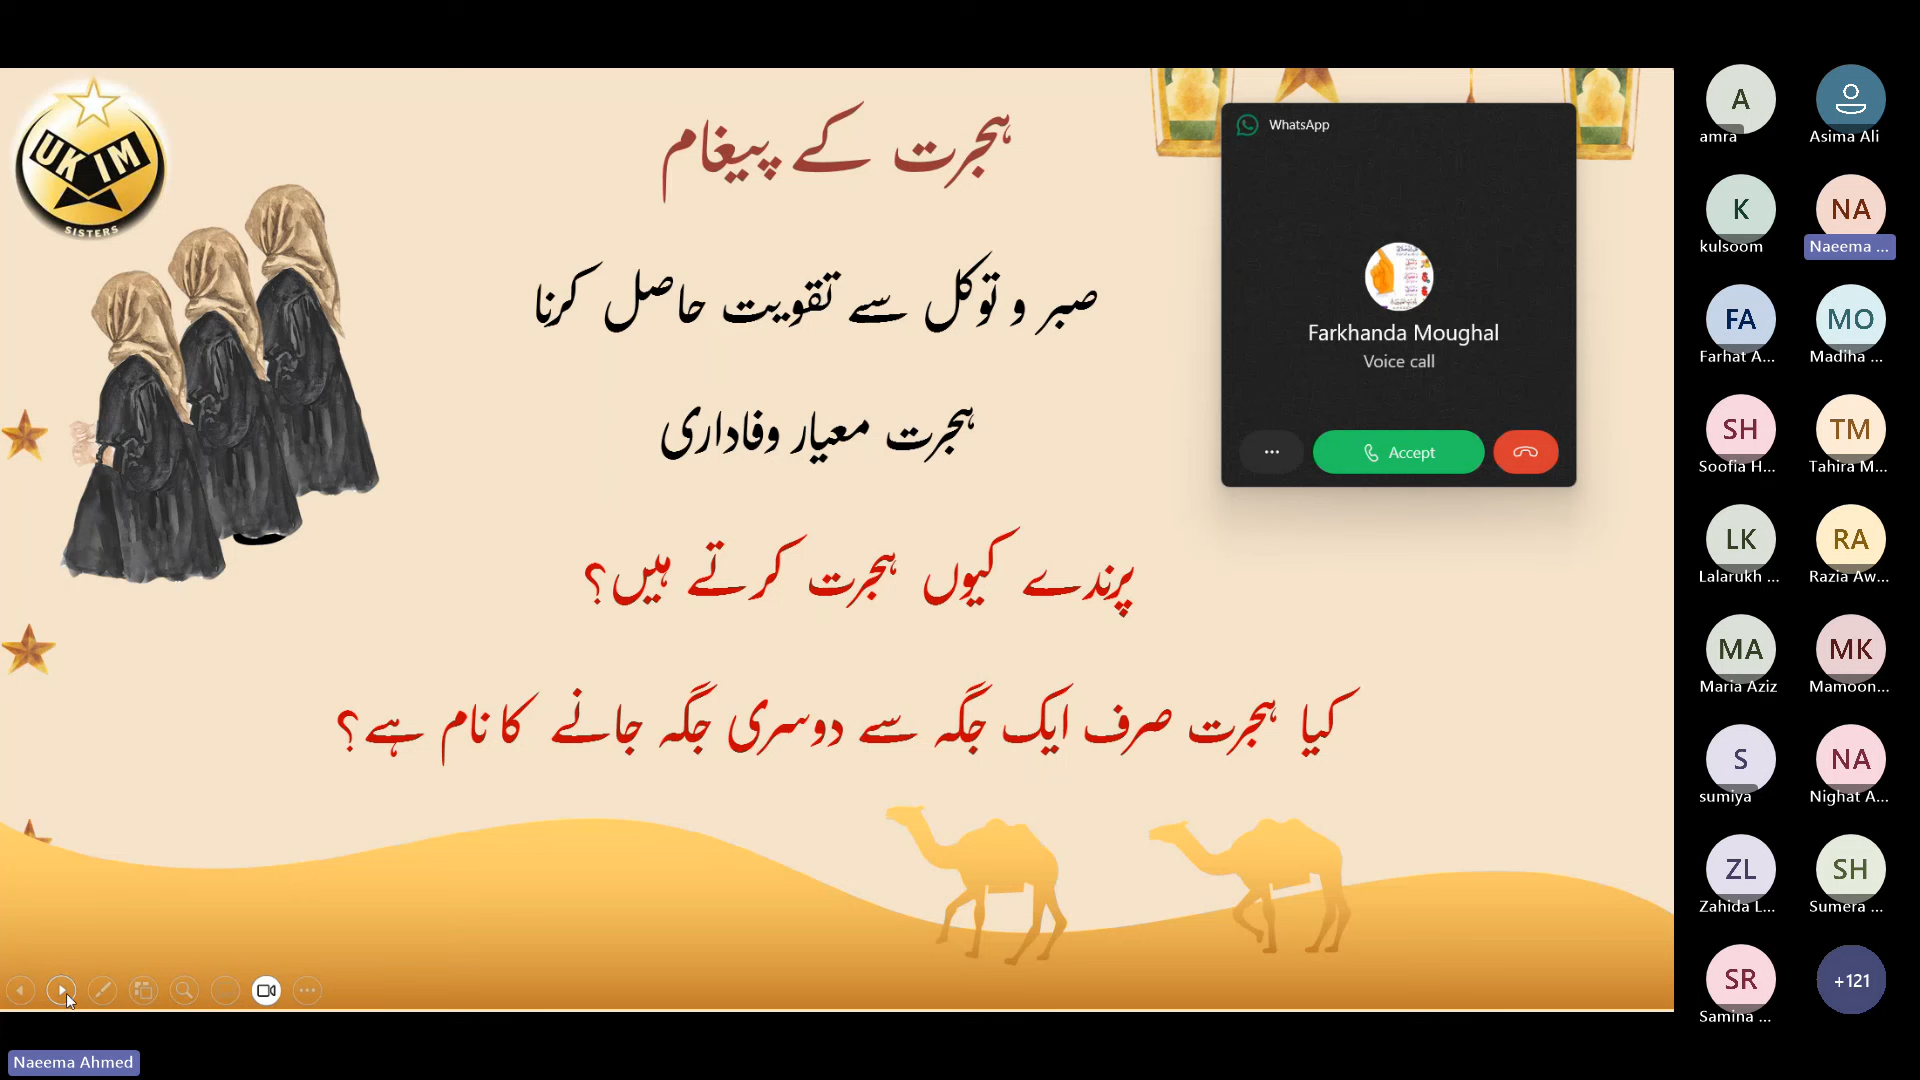 UKIM
SISTERS
ہجرت کے پیغام
صبر و توکل سے تقویت حاصل کرنا
ہجرت معیار وفاداری
پرندے کیوں ہجرت کرتے ہیں؟
کیا ہجرت صرف ایک جگہ سے دوسری جگہ جانے کا نام ہے؟
WhatsApp
Farkhanda Moughal
Voice call
Accept
A
amra
Asima Ali
K
kulsoom
NA
Naeema ...
FA
Farhat A...
MO
Madiha ...
SH
Soofia H...
TM
Tahira M...
LK
Lalarukh ...
RA
Razia Aw...
MA
Maria Aziz
MK
Mamoon...
S
sumiya
NA
Nighat A...
ZL
Zahida L...
SH
Sumera ...
SR
Samina ...
+121
Naeema Ahmed